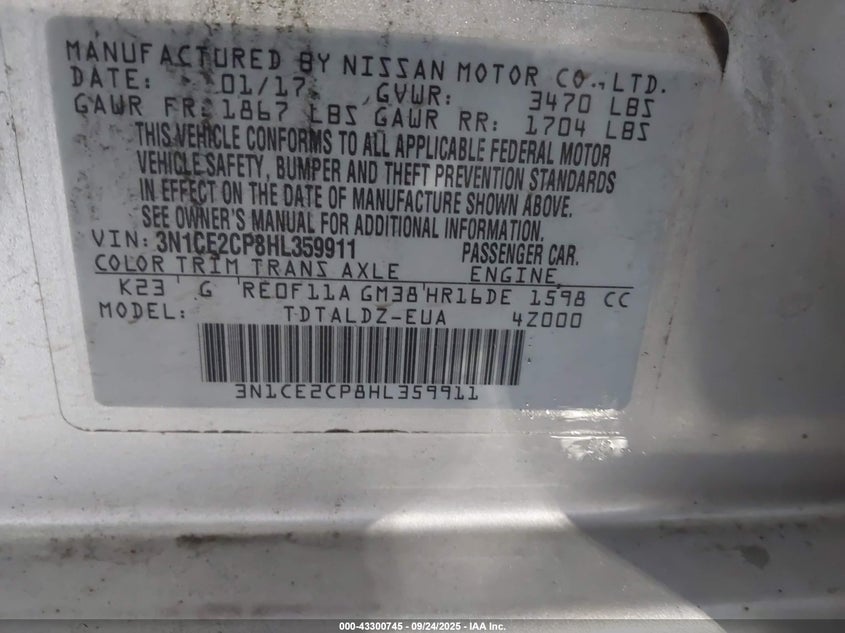 MANUFACTURED BY NISSAN MOTOR CO., LTD.
DATE: 01/17 GVWR: 3470 LBS
GAWR FR: 1867 LBS GAWR RR: 1704 LBS
THIS VEHICLE CONFORMS TO ALL APPLICABLE FEDERAL MOTOR
VEHICLE SAFETY, BUMPER AND THEFT PREVENTION STANDARDS
IN EFFECT ON THE DATE OF MANUFACTURE SHOWN ABOVE.
SEE OWNER'S MANUAL FOR ADDITIONAL INFORMATION.
VIN: 3N1CE2CP8HL359911 PASSENGER CAR.
COLOR TRIM TRANS AXLE ENGINE
K23 G RE0F11A GM38 HR16DE 1598 CC
MODEL: TDTALDZ-EUA 4Z000
3N1CE2CP8HL359911
000-43300745 - 09/24/2025 - IAA Inc.